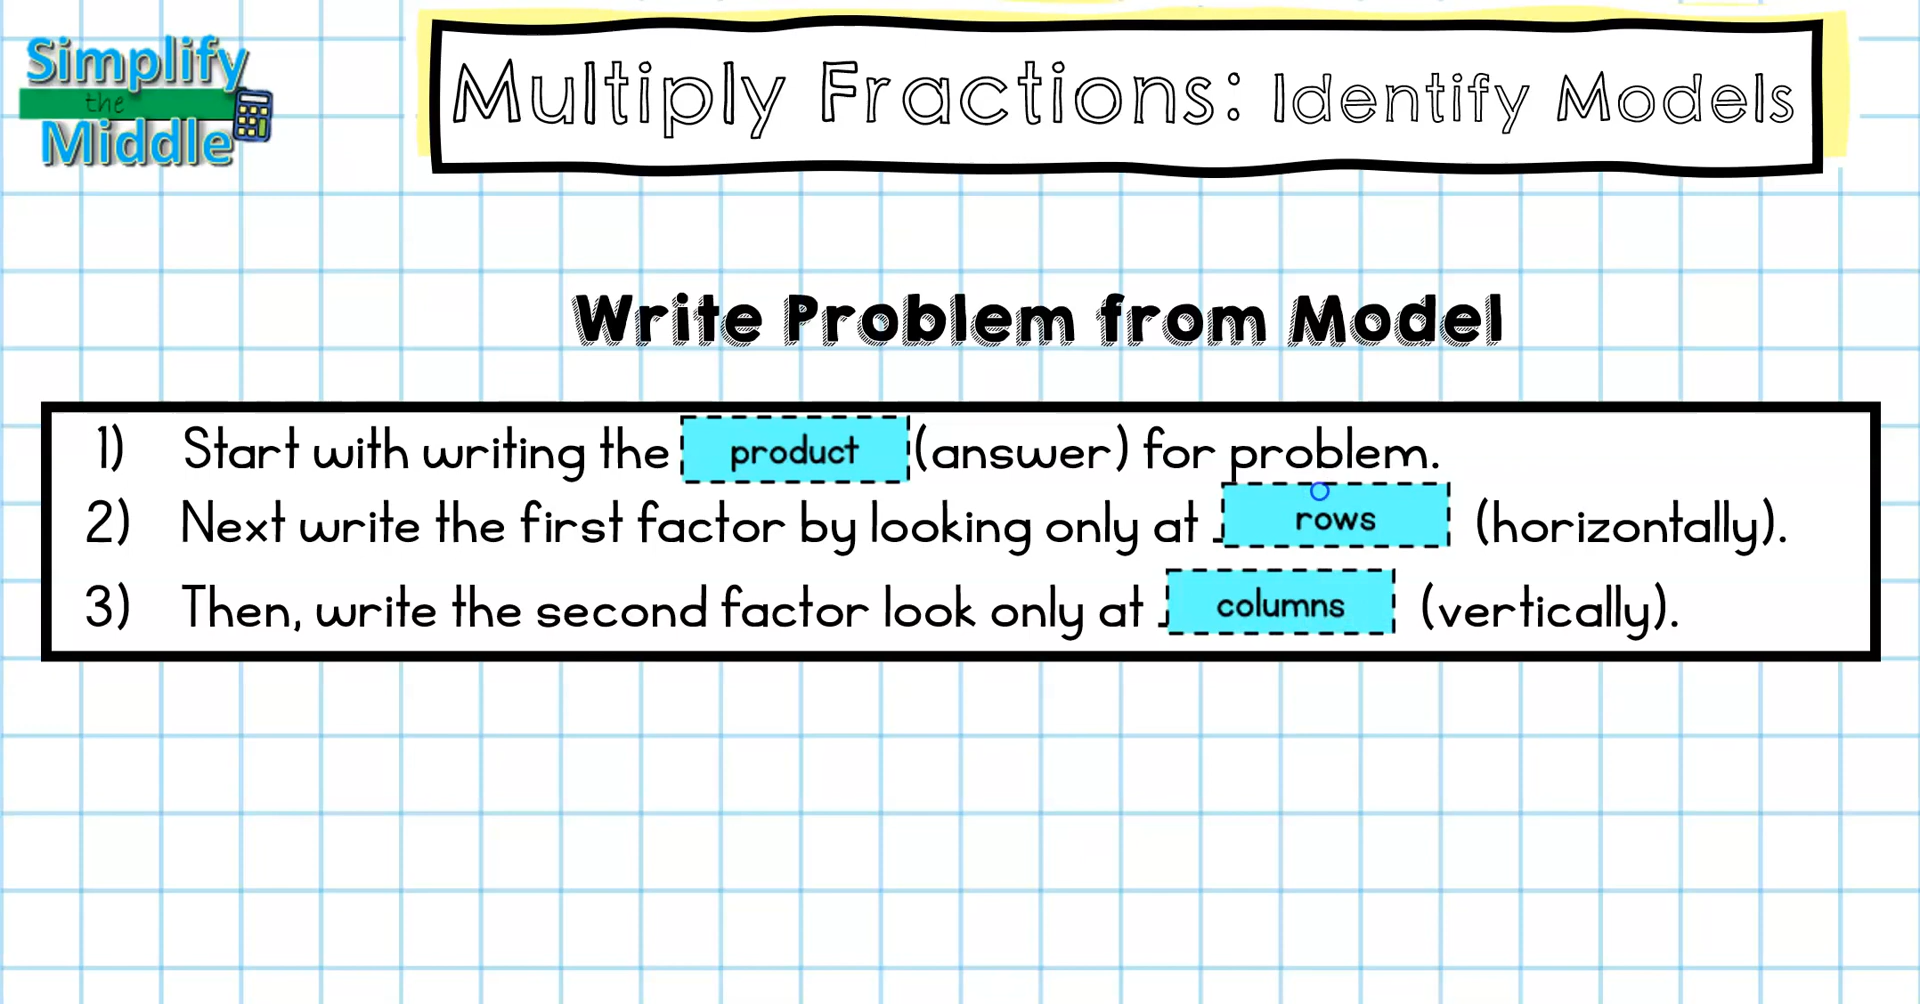 Simplify
the
Middle
Multiply Fractions: Identify Models
Write Problem from Model
1) Start with writing the product (answer) for problem.
2) Next write the first factor by looking only at rows (horizontally).
3) Then, write the second factor look only at columns (vertically).